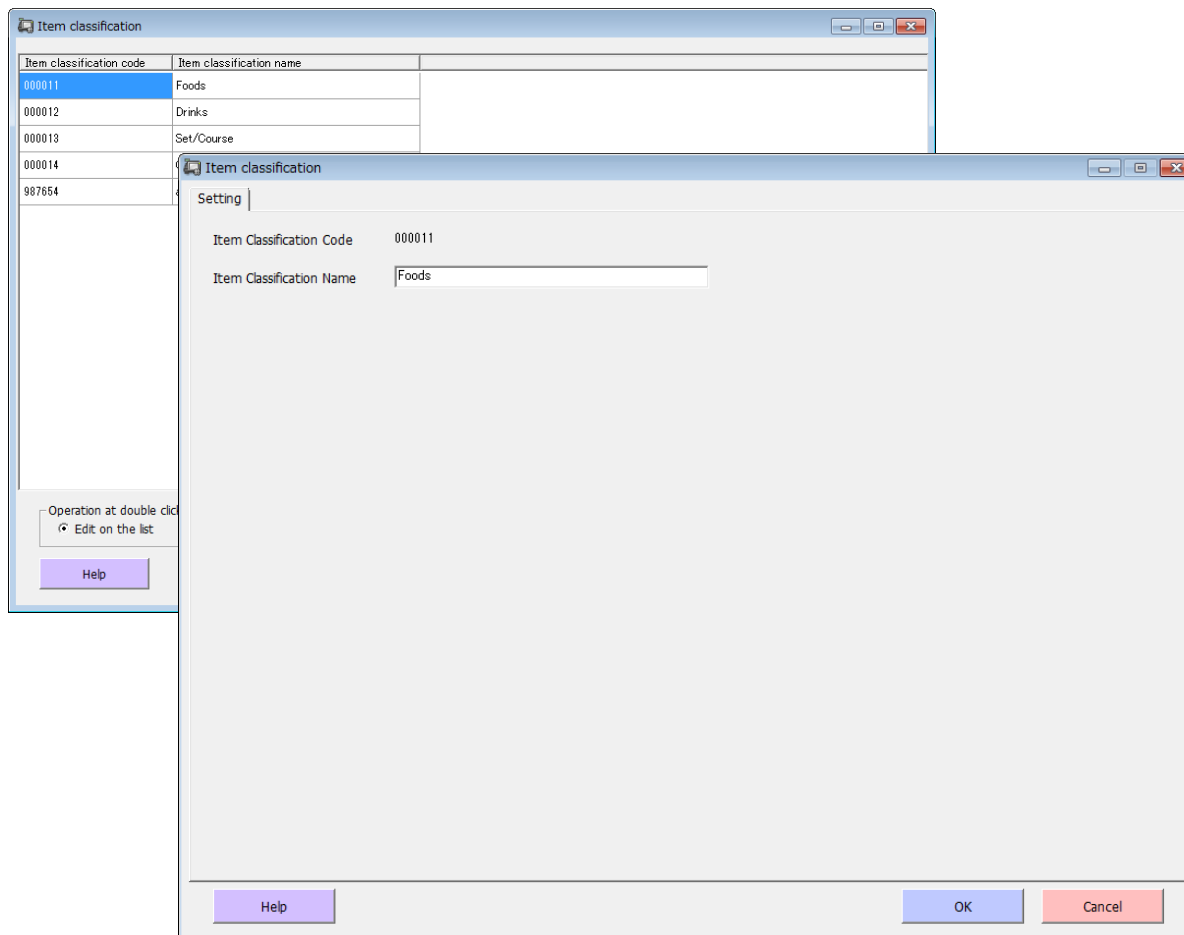 Item classification
Item classification code Item classification name
000011 Foods
000012 Drinks
000013 Set/Course
000014
987654
Operation at double click
Edit on the list
Help
Item classification
Setting
Item Classification Code 000011
Item Classification Name Foods
Help OK Cancel